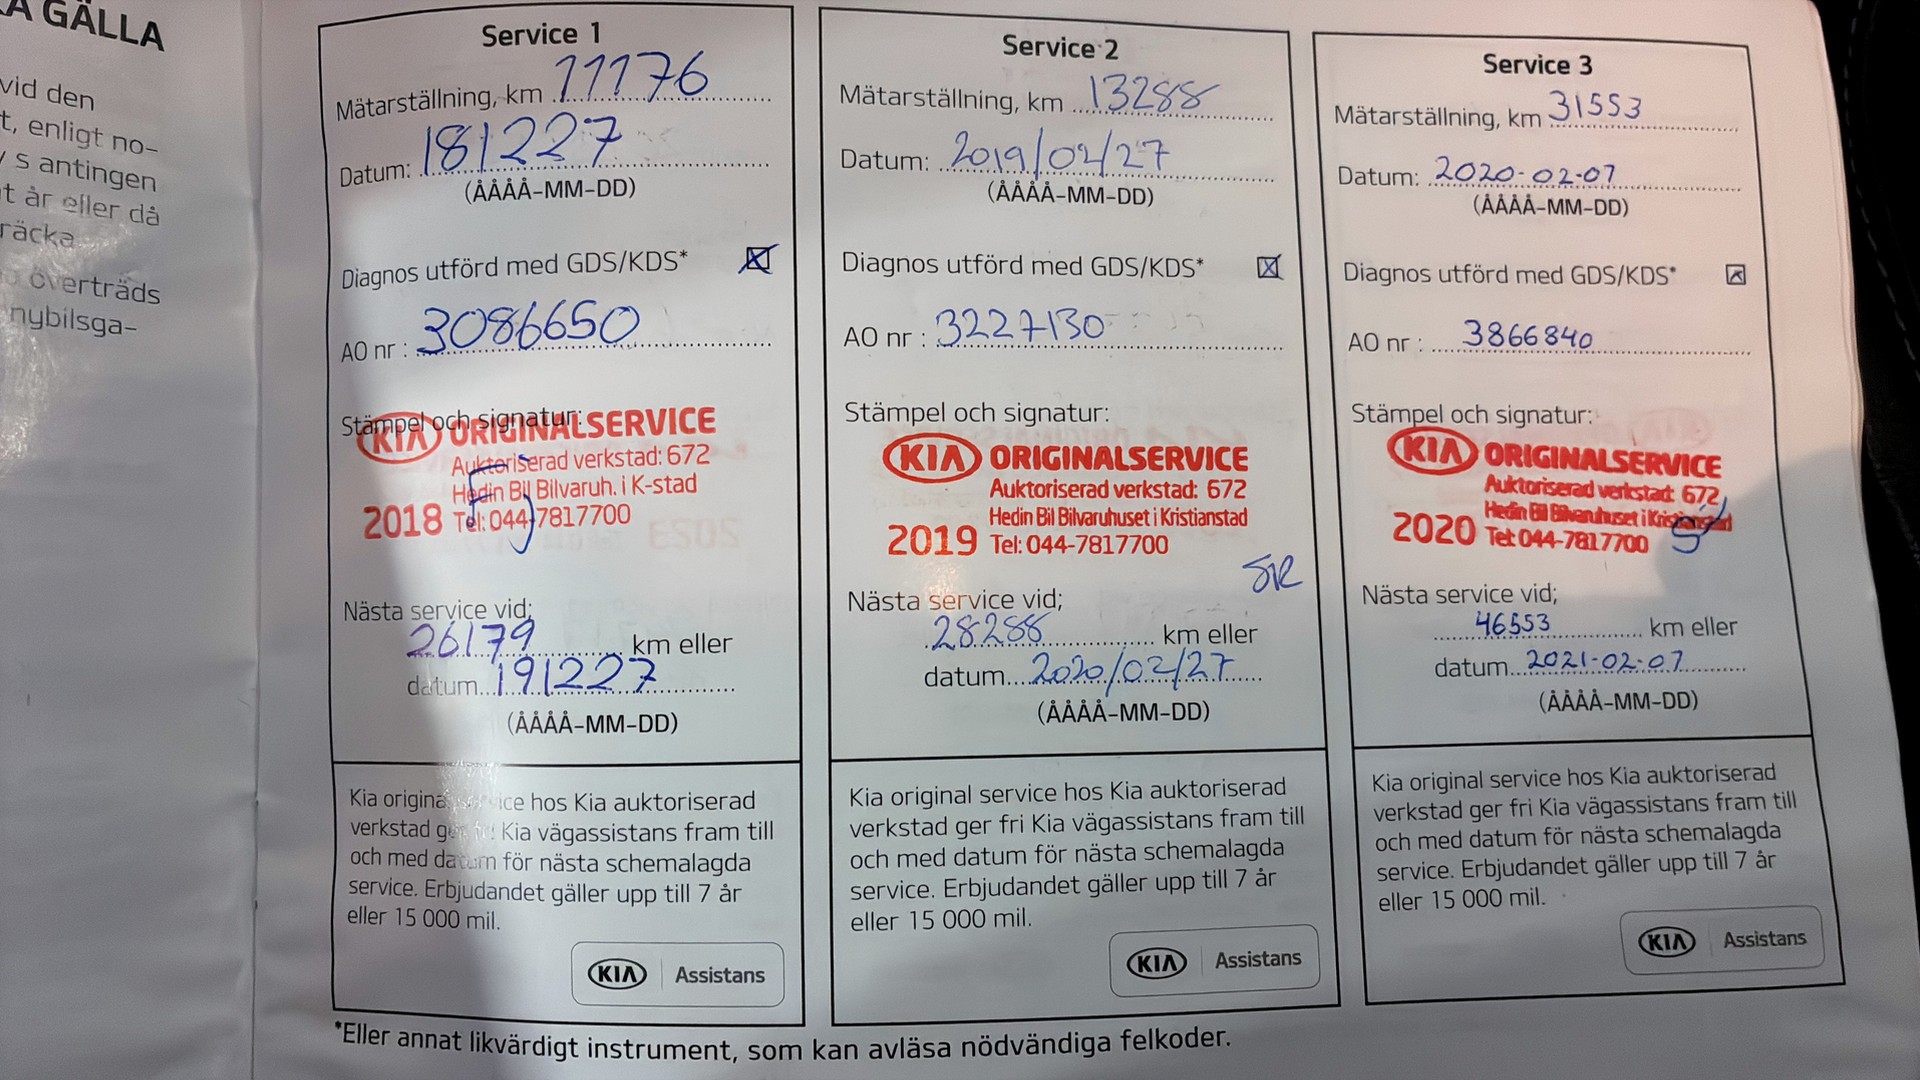 A GÄLLA
vid den
t, enligt no-
s antingen
t år eller då
räcka
överträds
nybilsga-
Service 1
Mätarställning, km 11176
Datum: 181227
(ÅÅÅÅ-MM-DD)
Diagnos utförd med GDS/KDS*
AO nr : 3086650
Stämpel och signatur:
KIA ORIGINALSERVICE
Auktoriserad verkstad: 672
Hedin Bil Bilvaruh. i K-stad
2018 Tel: 044-7817700
Nästa service vid;
26179 km eller
datum 191227
(ÅÅÅÅ-MM-DD)
Kia original service hos Kia auktoriserad
verkstad ger fri Kia vägassistans fram till
och med datum för nästa schemalagda
service. Erbjudandet gäller upp till 7 år
eller 15 000 mil.
KIA Assistans
Service 2
Mätarställning, km 13288
Datum: 2019/02/27
(ÅÅÅÅ-MM-DD)
Diagnos utförd med GDS/KDS*
AO nr : 3227130
Stämpel och signatur:
KIA ORIGINALSERVICE
Auktoriserad verkstad: 672
Hedin Bil Bilvaruhuset i Kristianstad
2019 Tel: 044-7817700
SR
Nästa service vid;
28288 km eller
datum 2020/02/27
(ÅÅÅÅ-MM-DD)
Kia original service hos Kia auktoriserad
verkstad ger fri Kia vägassistans fram till
och med datum för nästa schemalagda
service. Erbjudandet gäller upp till 7 år
eller 15 000 mil.
KIA Assistans
Service 3
Mätarställning, km 31553
Datum: 2020-02-07
(ÅÅÅÅ-MM-DD)
Diagnos utförd med GDS/KDS*
AO nr : 3866840
Stämpel och signatur:
KIA ORIGINALSERVICE
Auktoriserad verkstad: 672
Hedin Bil Bilvaruhuset i Kristianstad
2020 Tel: 044-7817700
Nästa service vid;
46553 km eller
datum 2021-02-07
(ÅÅÅÅ-MM-DD)
Kia original service hos Kia auktoriserad
verkstad ger fri Kia vägassistans fram till
och med datum för nästa schemalagda
service. Erbjudandet gäller upp till 7 år
eller 15 000 mil.
KIA Assistans
*Eller annat likvärdigt instrument, som kan avläsa nödvändiga felkoder.